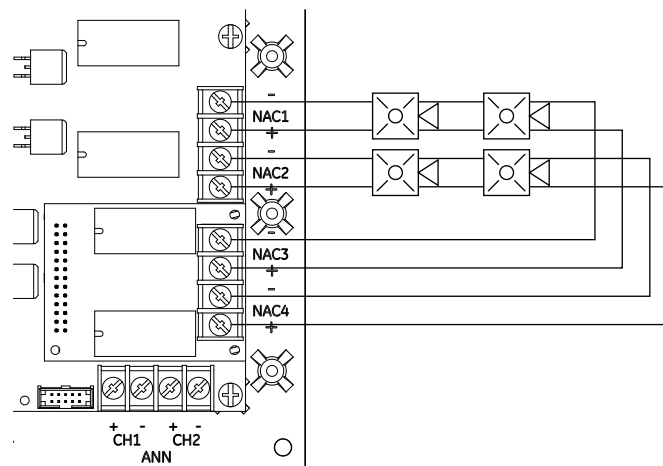 -
NAC1
+
-
NAC2
+
-
NAC3
+
-
NAC4
+
+ - + -
CH1 CH2
ANN